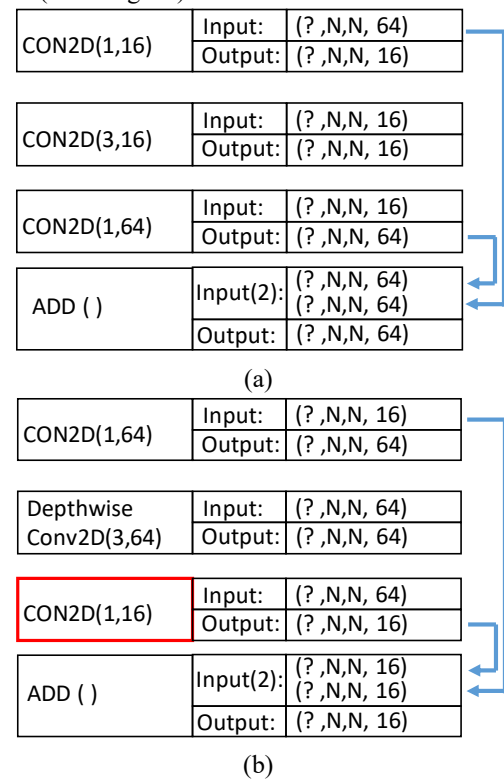 CON2D(1,16) Input: (? ,N,N, 64)
Output: (? ,N,N, 16)
CON2D(3,16) Input: (? ,N,N, 16)
Output: (? ,N,N, 16)
CON2D(1,64) Input: (? ,N,N, 16)
Output: (? ,N,N, 64)
ADD ( ) Input(2): (? ,N,N, 64)
(? ,N,N, 64)
Output: (? ,N,N, 64)
(a)
CON2D(1,64) Input: (? ,N,N, 16)
Output: (? ,N,N, 64)
Depthwise Input: (? ,N,N, 64)
Conv2D(3,64) Output: (? ,N,N, 64)
CON2D(1,16) Input: (? ,N,N, 64)
Output: (? ,N,N, 16)
ADD ( ) Input(2): (? ,N,N, 16)
(? ,N,N, 16)
Output: (? ,N,N, 16)
(b)